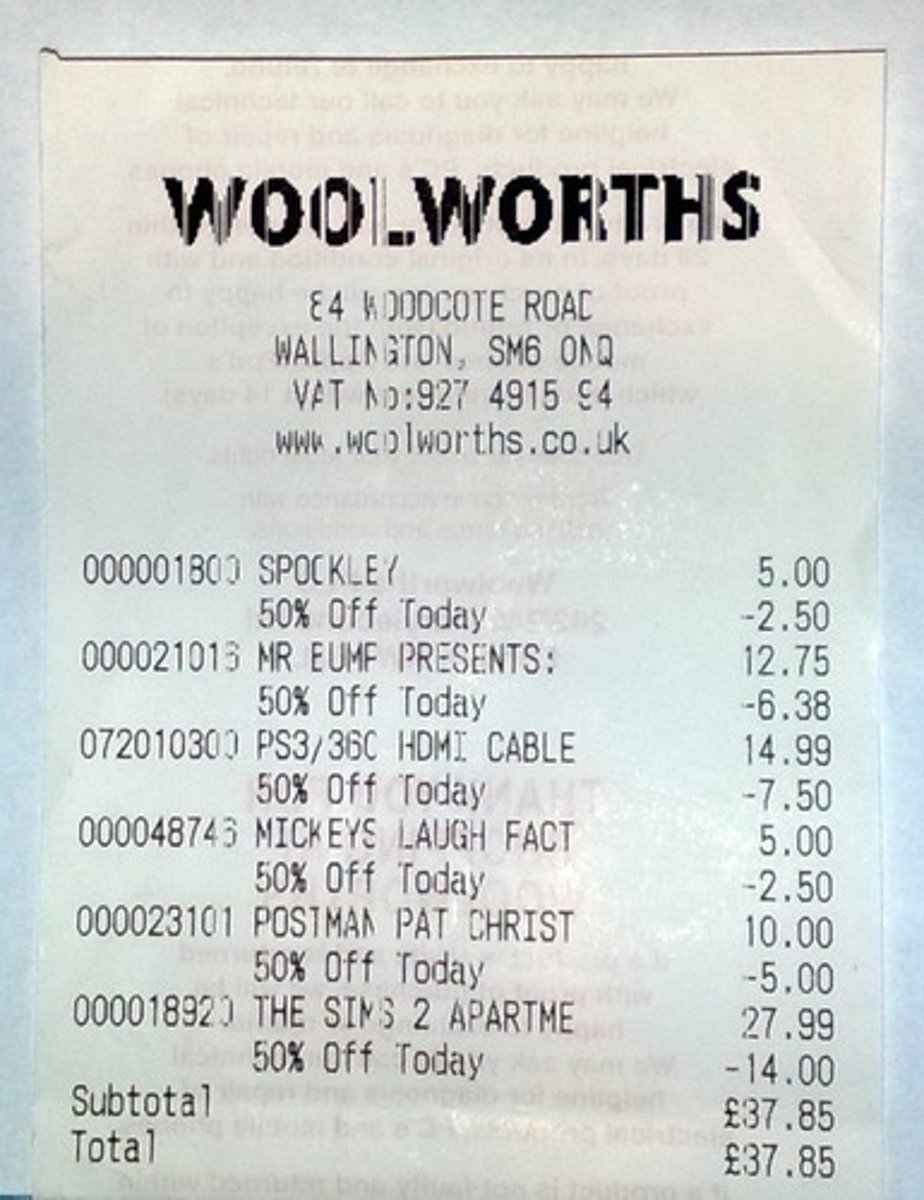 WOOLWORTHS
84 WOODCOTE ROAD
WALLINGTON, SM6 0NQ
VAT No:927 4915 94
www.woolworths.co.uk
000001800 SPOOKLEY 5.00
50% Off Today -2.50
000021016 MR BUMP PRESENTS: 12.75
50% Off Today -6.38
072010300 PS3/360 HDMI CABLE 14.99
50% Off Today -7.50
000048746 MICKEYS LAUGH FACT 5.00
50% Off Today -2.50
000023101 POSTMAN PAT CHRIST 10.00
50% Off Today -5.00
000018920 THE SIMS 2 APARTME 27.99
50% Off Today -14.00
Subtotal £37.85
Total £37.85